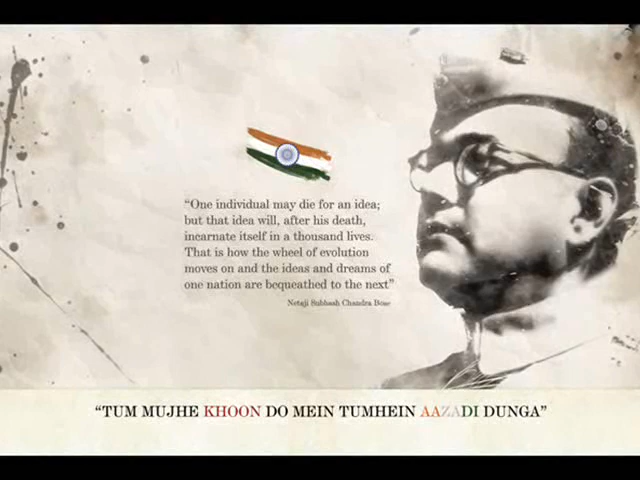 “One individual may die for an idea;
but that idea will, after his death,
incarnate itself in a thousand lives.
That is how the wheel of evolution
moves on and the ideas and dreams of
one nation are bequeathed to the next”
Netaji Subhash Chandra Bose
“TUM MUJHE KHOON DO MEIN TUMHEIN AAZADI DUNGA”